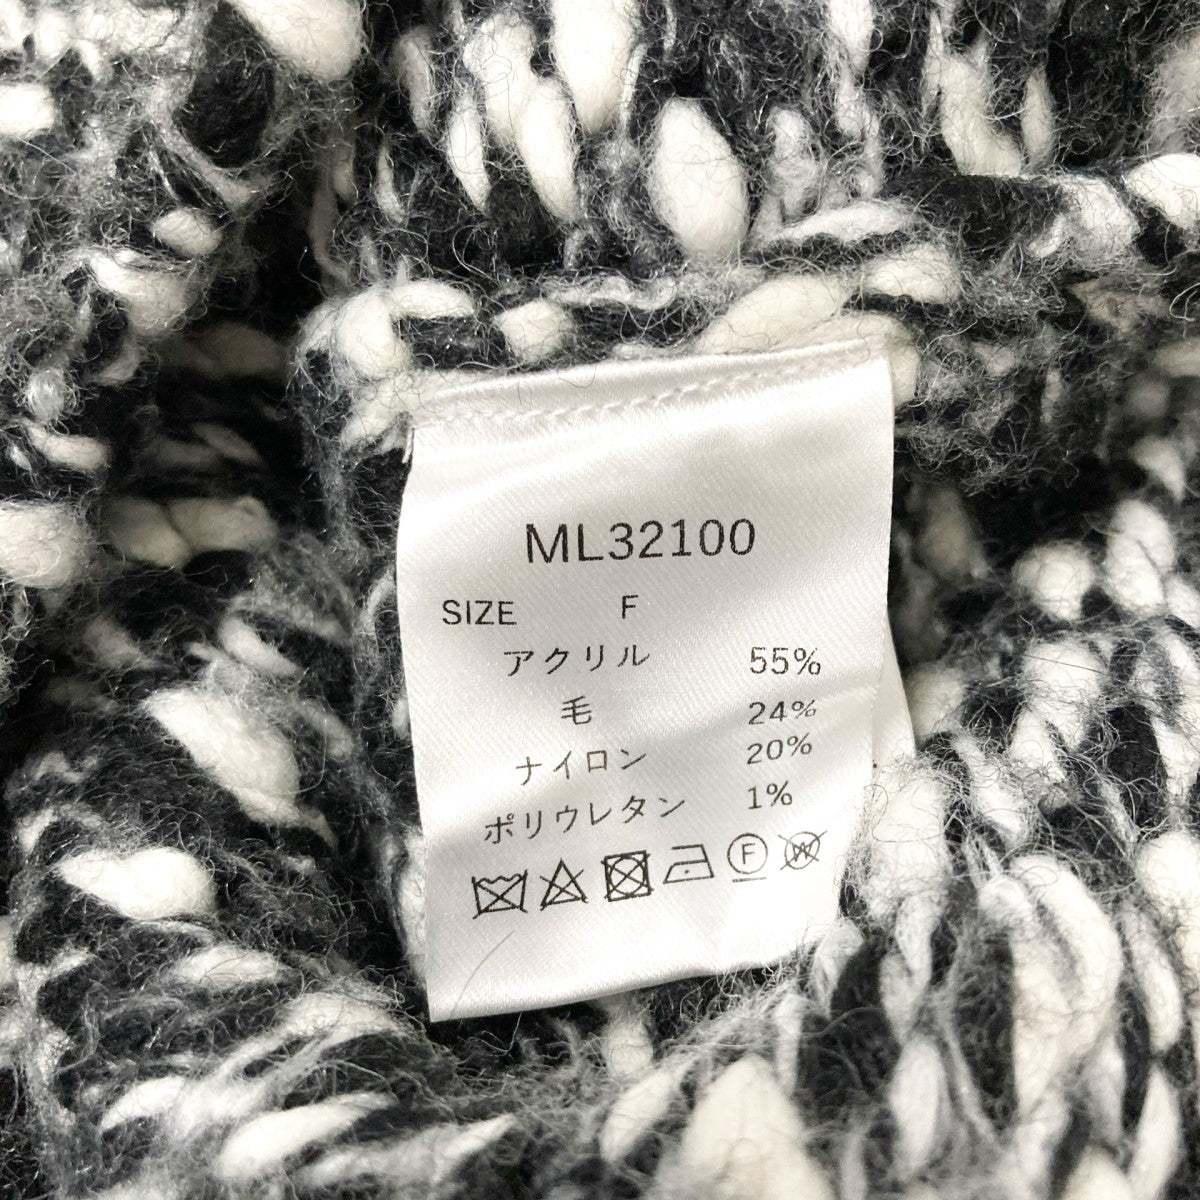 ML32100
SIZE F
アクリル 55%
毛 24%
ナイロン 20%
ポリウレタン 1%
F W